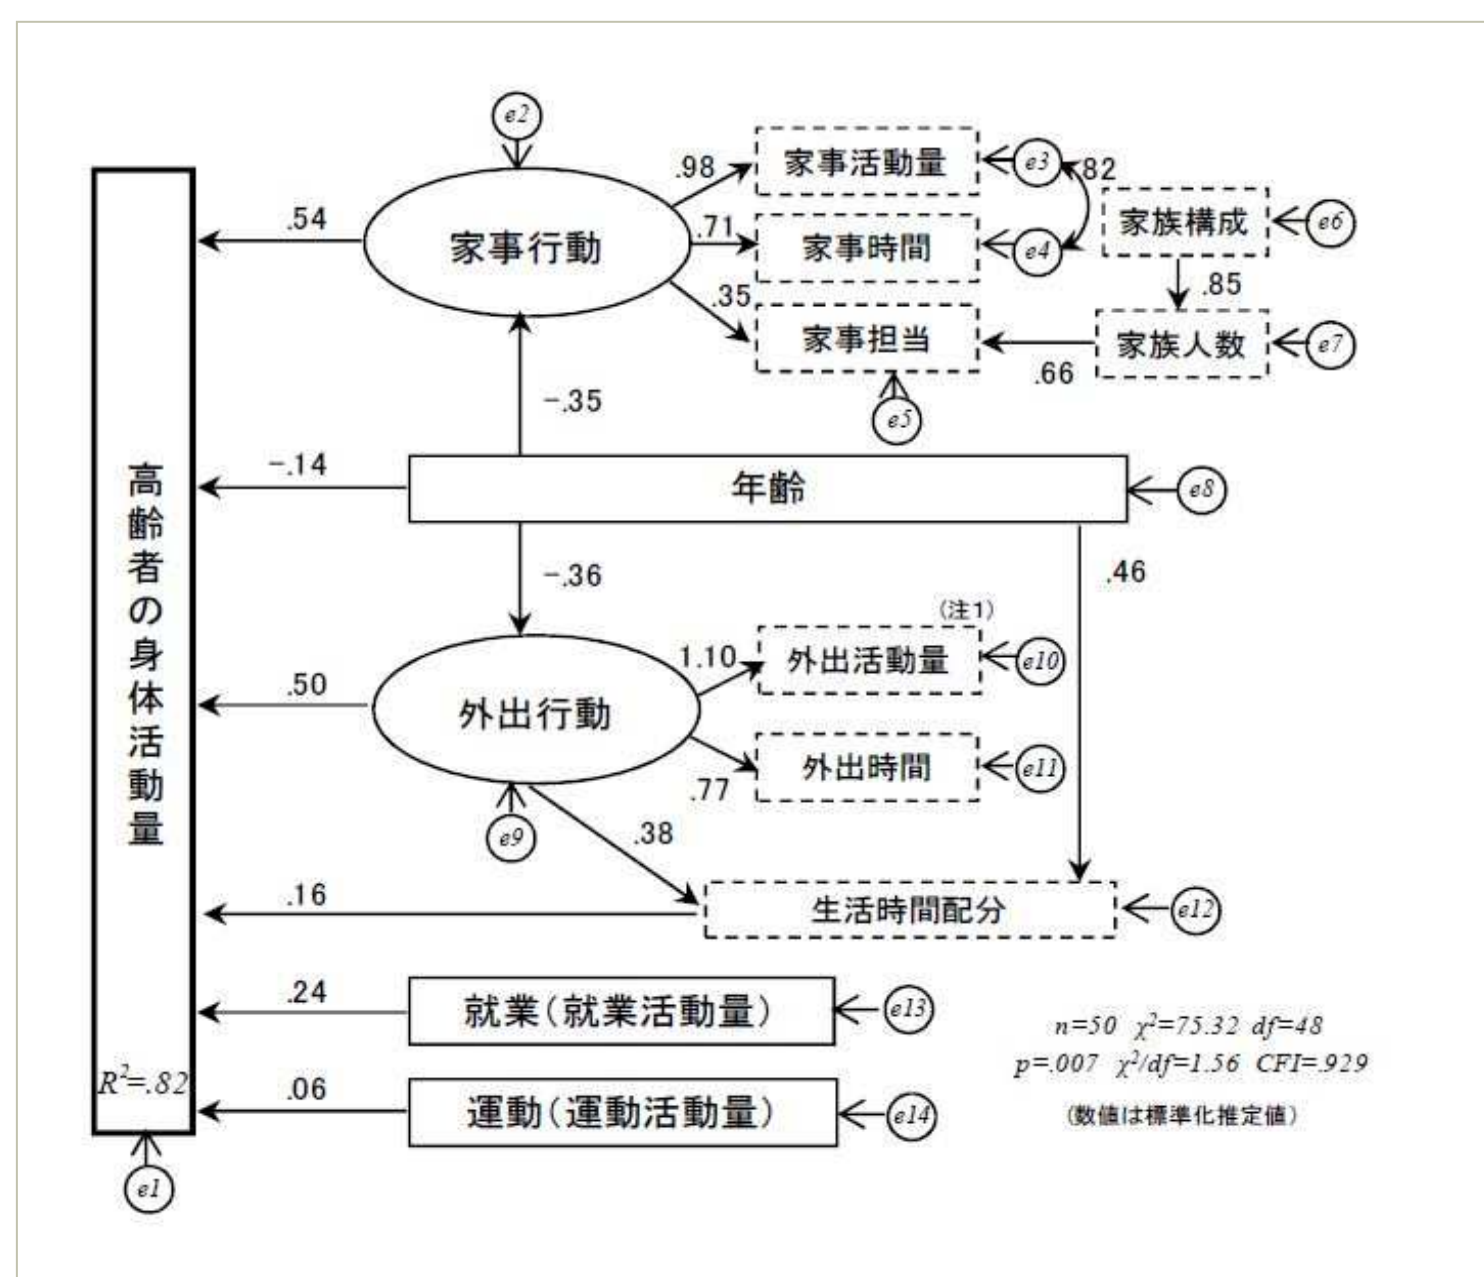 e2
.98
家事活動量
e3
.82
.54
家事行動
.71
家事時間
e4
家族構成
e6
.35
.85
家事担当
家族人数
e7
.66
e5
-.35
高齢者の身体活動量
-.14
年齢
e8
-.36
.46
(注1)
1.10
外出活動量
e10
.50
外出行動
外出時間
e11
.77
e9
.38
.16
生活時間配分
e12
.24
就業(就業活動量)
e13
n=50 χ²=75.32 df=48
p=.007 χ²/df=1.56 CFI=.929
R²=.82
.06
運動(運動活動量)
e14
(数値は標準化推定値)
e1